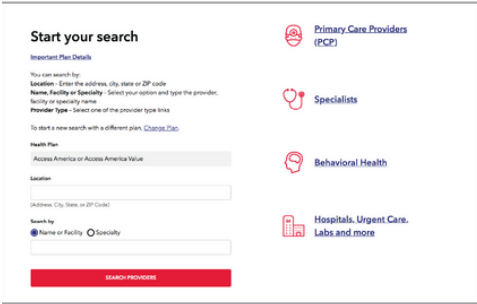 Start your search
Important Plan Details
You can search by:
Location - Enter the address, city, state or ZIP code
Name, Facility or Specialty - Select your option and type the provider,
facility or specialty name
Provider Type - Select one of the provider type links
To start a new search with a different plan, Change Plan.
Health Plan
Access America or Access America Value
Location
(Address, City, State, or ZIP Code)
Search by
Name or Facility Specialty
SEARCH PROVIDERS
Primary Care Providers
(PCP)
Specialists
Behavioral Health
Hospitals, Urgent Care,
Labs and more